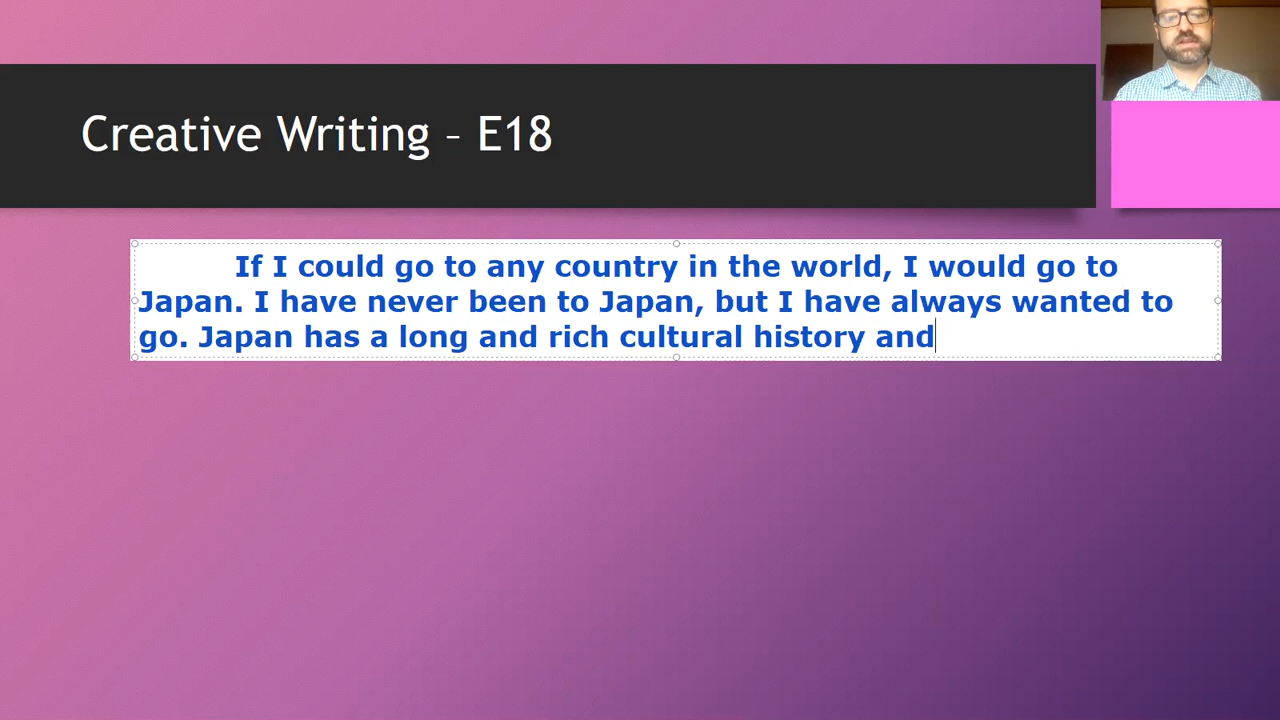 Creative Writing – E18
If I could go to any country in the world, I would go to
Japan. I have never been to Japan, but I have always wanted to
go. Japan has a long and rich cultural history and